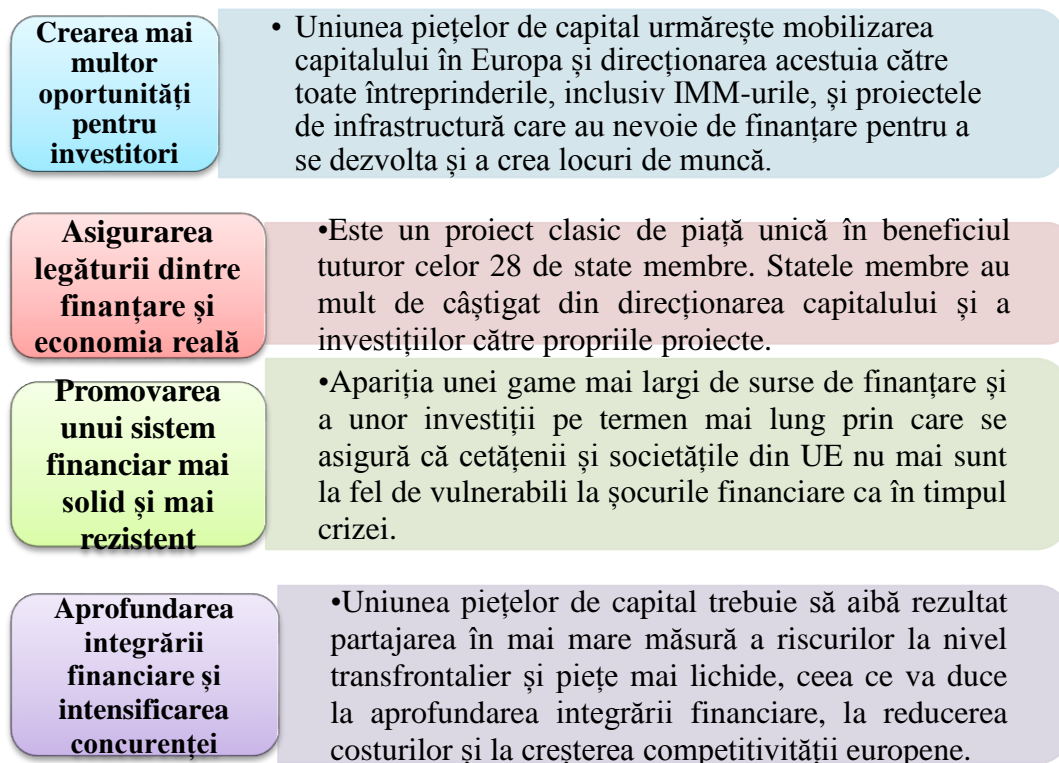 Crearea mai
multor
oportunități
pentru
investitori
• Uniunea piețelor de capital urmărește mobilizarea
capitalului în Europa și direcționarea acestuia către
toate întreprinderile, inclusiv IMM-urile, și proiectele
de infrastructură care au nevoie de finanțare pentru a
se dezvolta și a crea locuri de muncă.
Asigurarea
legăturii dintre
finanțare și
economia reală
•Este un proiect clasic de piață unică în beneficiul
tuturor celor 28 de state membre. Statele membre au
mult de câștigat din direcționarea capitalului și a
investițiilor către propriile proiecte.
Promovarea
unui sistem
financiar mai
solid și mai
rezistent
•Apariția unei game mai largi de surse de finanțare și
a unor investiții pe termen mai lung prin care se
asigură că cetățenii și societățile din UE nu mai sunt
la fel de vulnerabili la șocurile financiare ca în timpul
crizei.
Aprofundarea
integrării
financiare și
intensificarea
concurenței
•Uniunea piețelor de capital trebuie să aibă rezultat
partajarea în mai mare măsură a riscurilor la nivel
transfrontalier și piețe mai lichide, ceea ce va duce
la aprofundarea integrării financiare, la reducerea
costurilor și la creșterea competitivității europene.